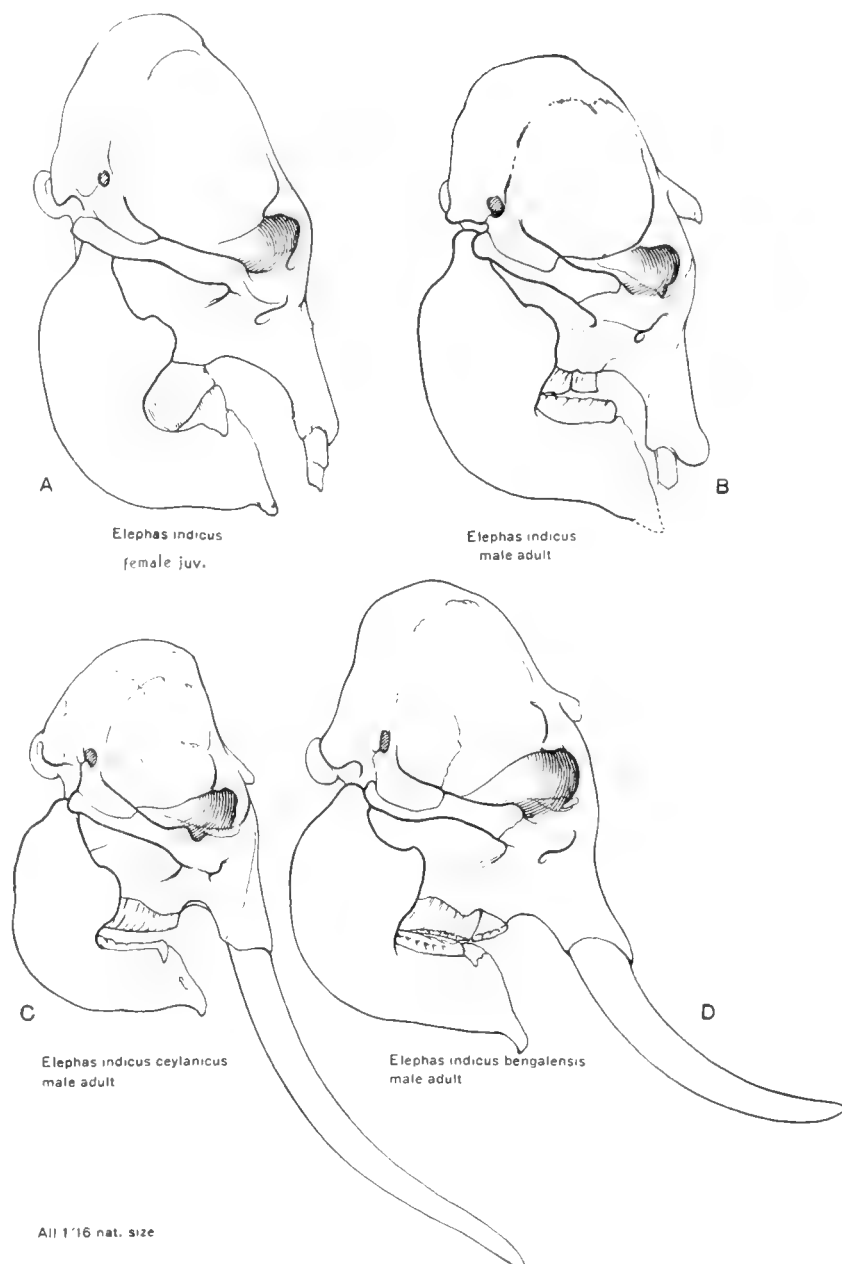 A
Elephas indicus
female juv.
B
Elephas indicus
male adult
C
Elephas indicus ceylanicus
male adult
D
Elephas indicus bengalensis
male adult
All 1'16 nat. size